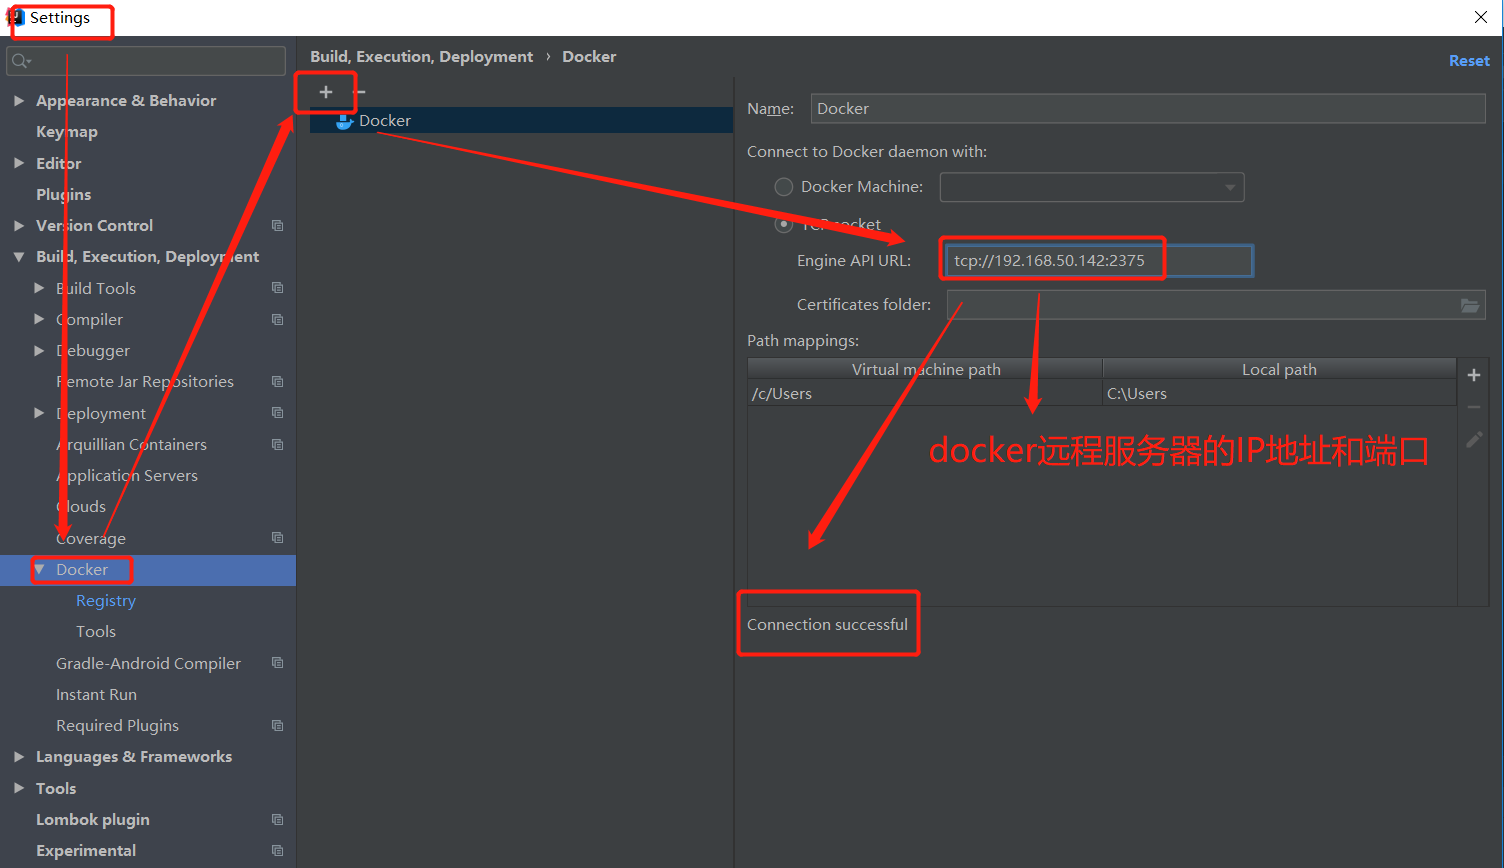 Settings
Appearance & Behavior
Keymap
Editor
Plugins
Version Control
Build, Execution, Deployment
Build Tools
Compiler
Debugger
Remote Jar Repositories
Deployment
Arquillian Containers
Application Servers
Clouds
Coverage
Docker
Registry
Tools
Gradle-Android Compiler
Instant Run
Required Plugins
Languages & Frameworks
Tools
Lombok plugin
Experimental
Build, Execution, Deployment › Docker
Reset
Docker
Name: Docker
Connect to Docker daemon with:
Docker Machine:
TCP socket
Engine API URL: tcp://192.168.50.142:2375
Certificates folder:
Path mappings:
Virtual machine path Local path
/c/Users C:\Users
docker远程服务器的IP地址和端口
Connection successful